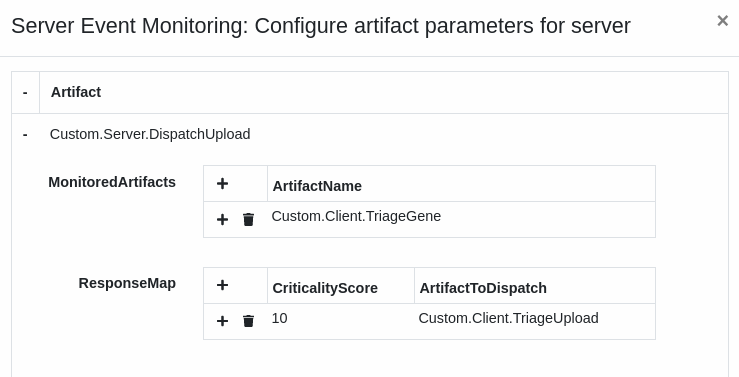 Server Event Monitoring: Configure artifact parameters for server ×
- Artifact
- Custom.Server.DispatchUpload
MonitoredArtifacts + ArtifactName
+ Custom.Client.TriageGene
ResponseMap + CriticalityScore ArtifactToDispatch
+ 10 Custom.Client.TriageUpload